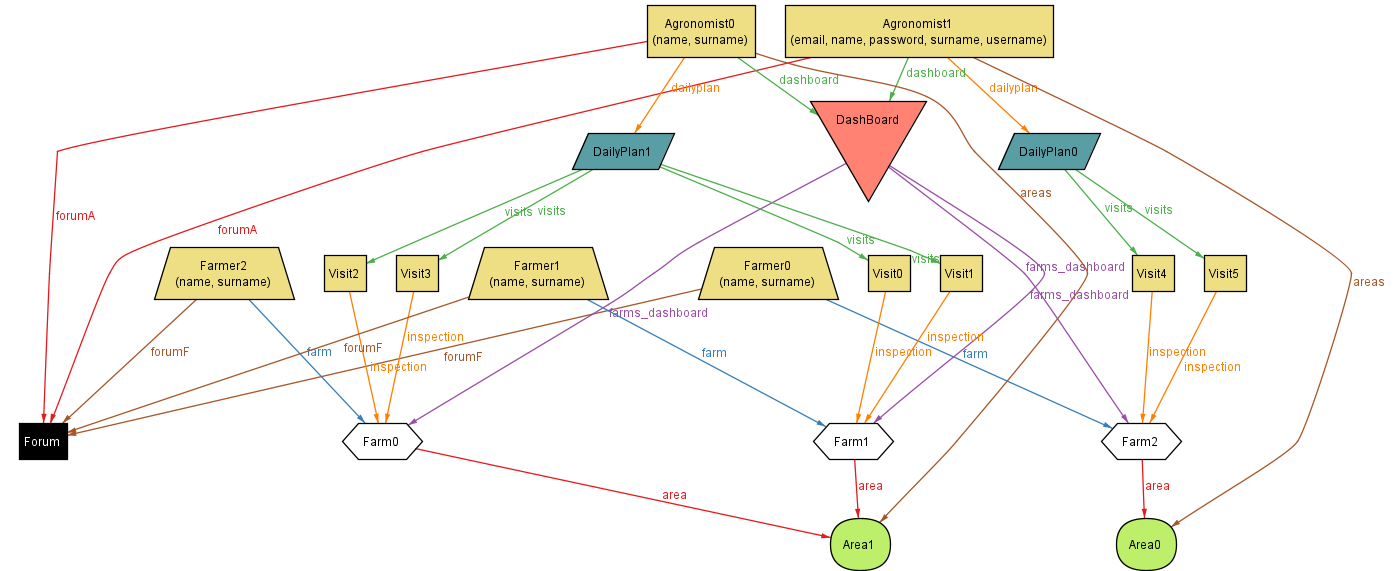 Agronomist0
(name, surname)
Agronomist1
(email, name, password, surname, username)
dailyplan
dashboard
dashboard
dailyplan
DashBoard
DailyPlan1
DailyPlan0
areas
forumA
forumA
visits
visits
visits
visits
visits
visits
Farmer2
(name, surname)
Visit2
Visit3
Farmer1
(name, surname)
Farmer0
(name, surname)
Visit0
Visit1
farms_dashboard
Visit4
Visit5
areas
farms_dashboard
farms_dashboard
forumF
farm
inspection
forumF
inspection
forumF
farm
inspection
inspection
farm
inspection
inspection
Forum
Farm0
Farm1
Farm2
area
area
area
Area1
Area0